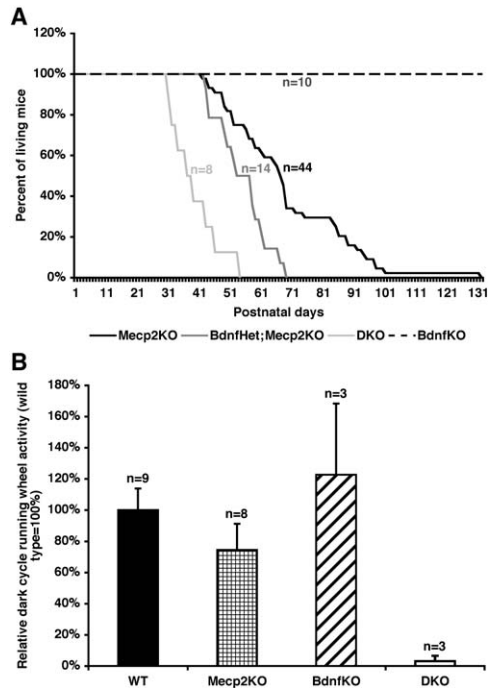 A
120%
100%
80%
60%
40%
20%
0%
Percent of living mice
n=10
n=8
n=14
n=44
1 11 21 31 41 51 61 71 81 91 101 111 121 131
Postnatal days
Mecp2KO BdnfHet;Mecp2KO DKO BdnfKO
B
180%
160%
140%
120%
100%
80%
60%
40%
20%
0%
Relative dark cycle running wheel activity (wild
type=100%)
n=9
n=8
n=3
n=3
WT Mecp2KO BdnfKO DKO